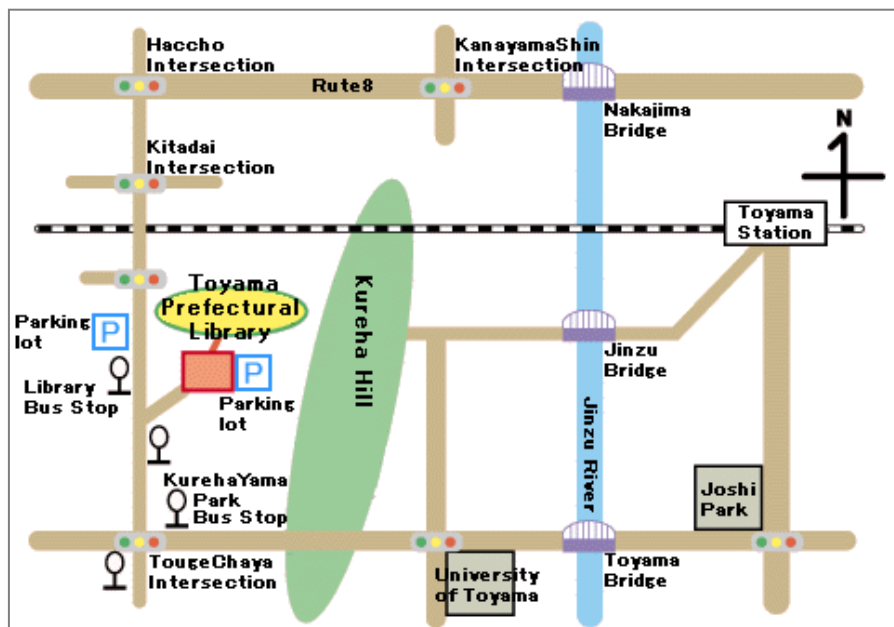 Haccho
Intersection
KanayamaShin
Intersection
Rute8
Nakajima
Bridge
N
Kitadai
Intersection
Toyama
Station
Toyama
Prefectural
Library
Parking
lot
P
P
Parking
lot
Library
Bus Stop
Kureha Hill
Jinzu
Bridge
Jinzu River
KurehaYama
Park
Bus Stop
Joshi
Park
TougeChaya
Intersection
University
of Toyama
Toyama
Bridge